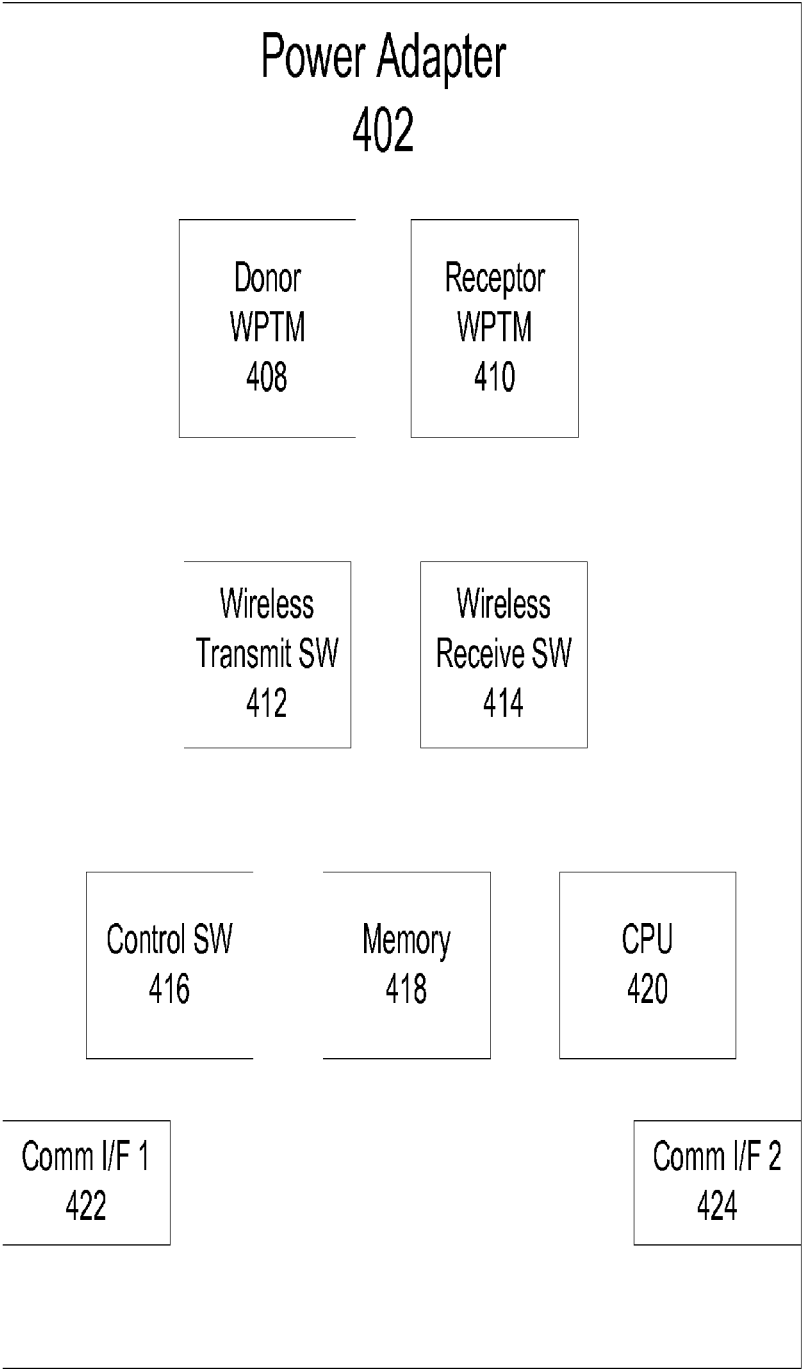 Power Adapter
402
Donor
WPTM
408
Receptor
WPTM
410
Wireless
Transmit SW
412
Wireless
Receive SW
414
Control SW
416
Memory
418
CPU
420
Comm I/F 1
422
Comm I/F 2
424